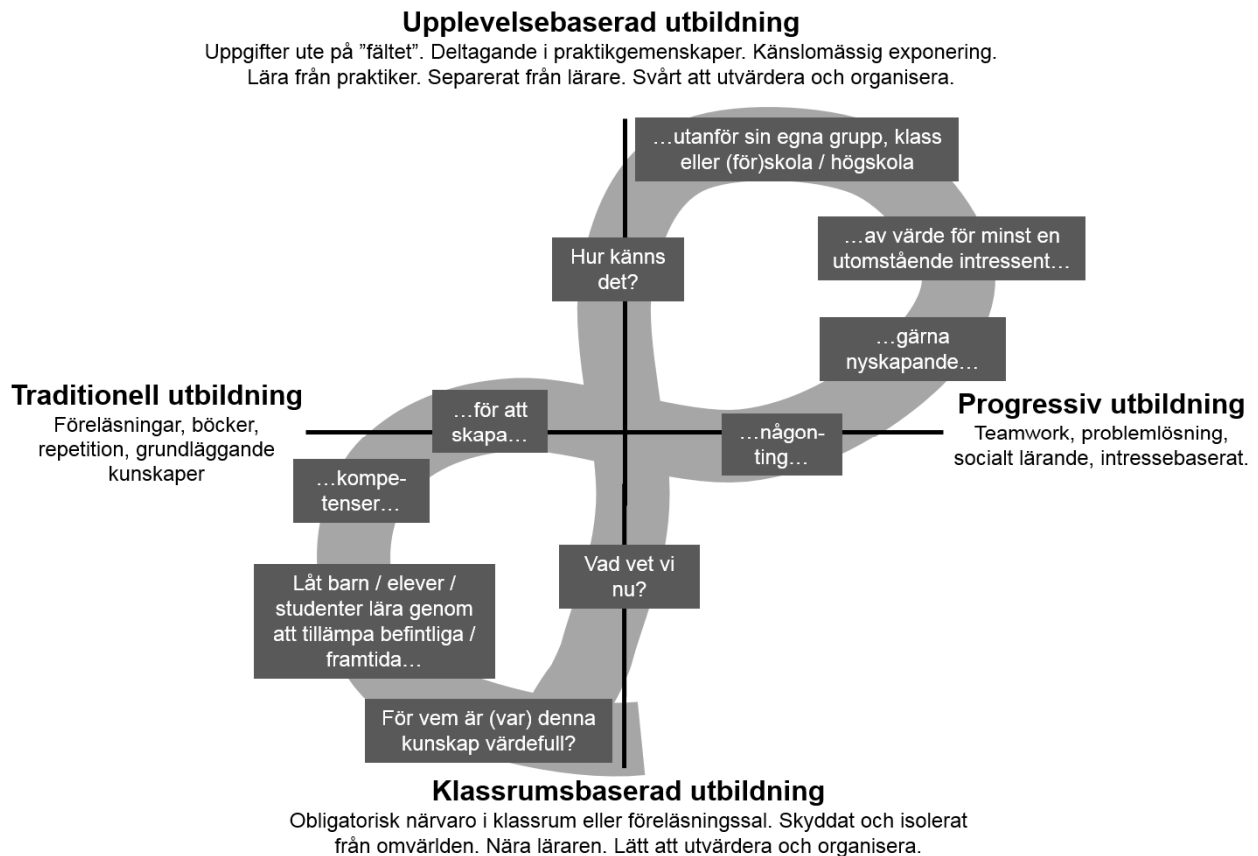 Upplevelsebaserad utbildning
Uppgifter ute på ”fältet”. Deltagande i praktikgemenskaper. Känslomässig exponering.
Lära från praktiker. Separerat från lärare. Svårt att utvärdera och organisera.
…utanför sin egna grupp, klass
eller (för)skola / högskola
…av värde för minst en
utomstående intressent…
Hur känns
det?
…gärna
nyskapande…
Traditionell utbildning
Föreläsningar, böcker,
repetition, grundläggande
kunskaper
…för att
skapa…
…någon-
ting…
Progressiv utbildning
Teamwork, problemlösning,
socialt lärande, intressebaserat.
…kompe-
tenser…
Vad vet vi
nu?
Låt barn / elever /
studenter lära genom
att tillämpa befintliga /
framtida…
För vem är (var) denna
kunskap värdefull?
Klassrumsbaserad utbildning
Obligatorisk närvaro i klassrum eller föreläsningssal. Skyddat och isolerat
från omvärlden. Nära läraren. Lätt att utvärdera och organisera.